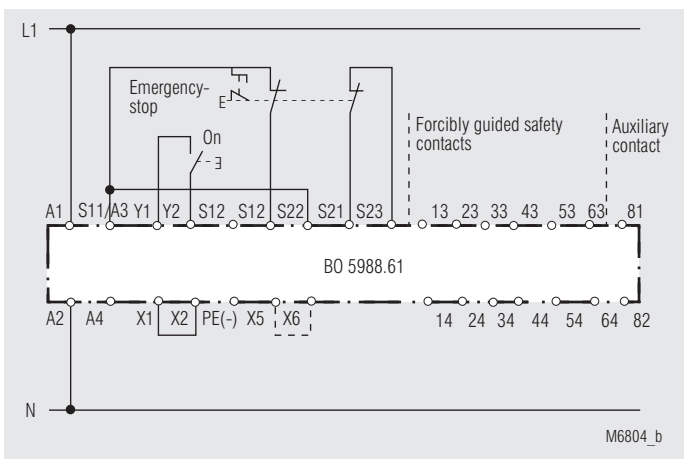 L1
Emergency-
stop
E
On
E
Forcibly guided safety
contacts
Auxiliary
contact
A1 S11/A3 Y1 Y2 S12 S12 S22 S21 S23 13 23 33 43 53 63 81
BO 5988.61
A2 A4 X1 X2 PE(-) X5 X6 14 24 34 44 54 64 82
N
M6804_b